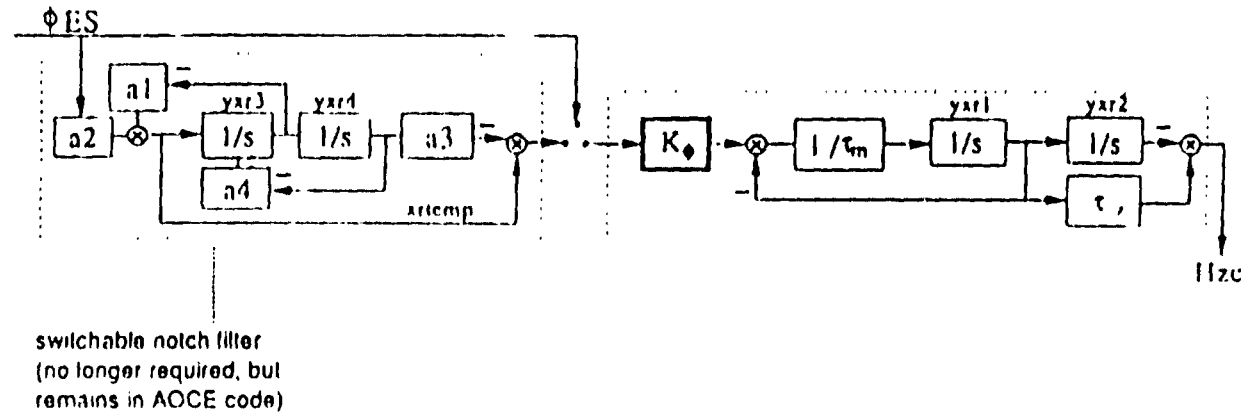 ϕ ES
a1
yxr3
yxr4
yxr1
yxr2
a2
1/s
1/s
a3
K ϕ
1/τm
1/s
1/s
a4
xrtemp
τ
Hzc
switchable notch filter
(no longer required, but
remains in AOCE code)